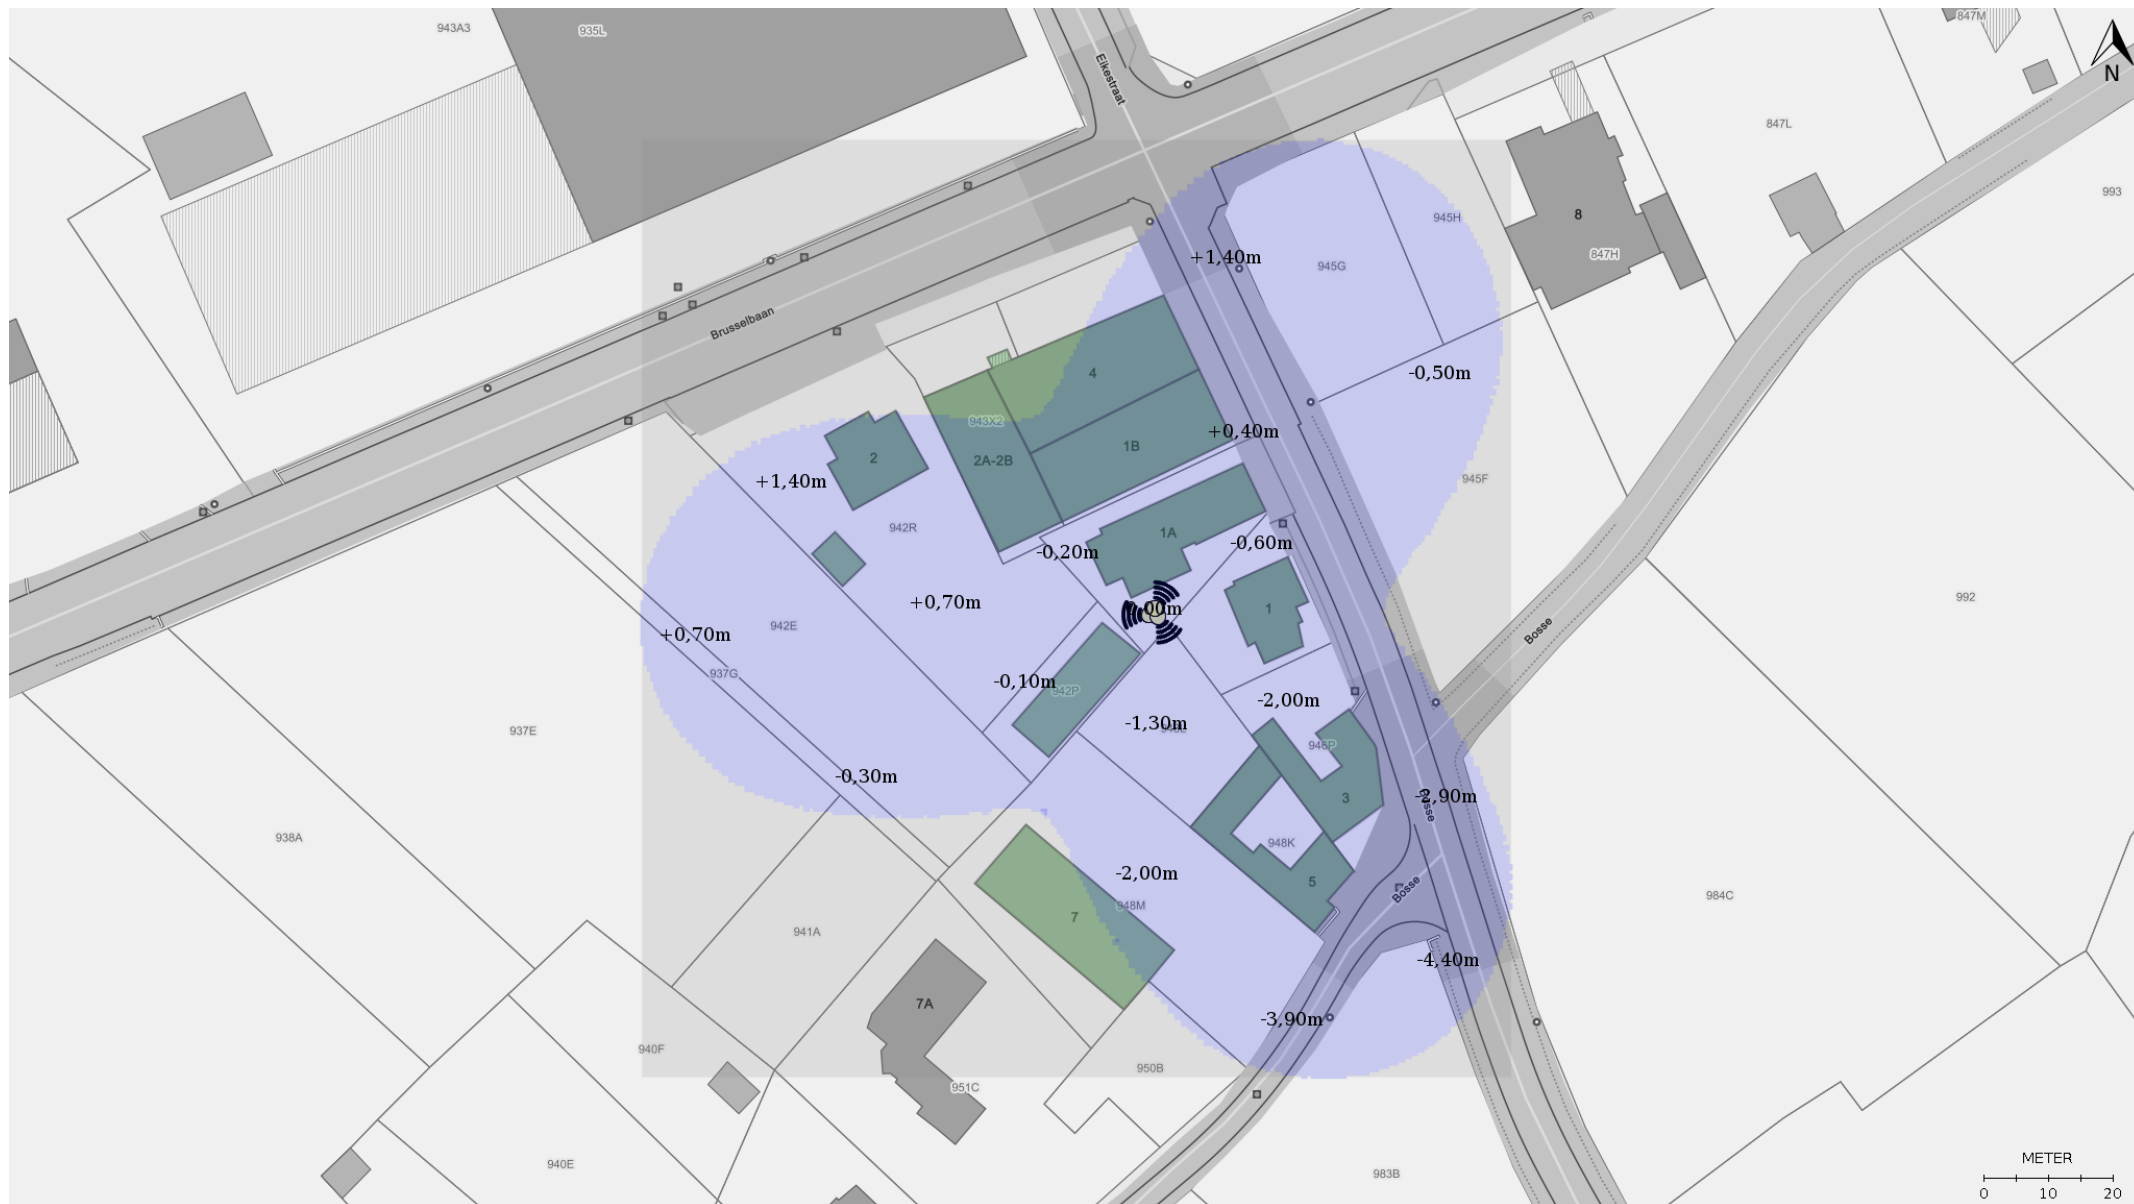 943A3
935L
847M
N
Eikestraat
847L
8
945H
847H
993
+1,40m
945G
Brusselbaan
4
-0,50m
943X2
+0,40m
1B
2
2A-2B
945F
+1,40m
942R
1A
-0,60m
-0,20m
992
+0,70m
00m
1
942E
+0,70m
Bosse
937G
-0,10m
942P
-2,00m
-1,30m
937E
946P
-0,30m
3
Bosse
938A
948K
5
-2,00m
Bosse
948M
7
984C
941A
-4,40m
7A
-3,90m
940F
950B
951C
940E
983B
METER
0 10 20